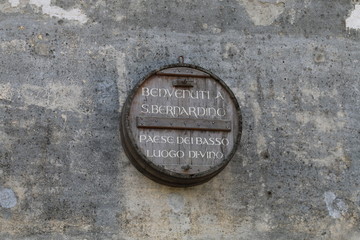 BENVENUTI A
S.BERNARDINO
PAESE DEI BASSO
LUOGO DIVINO